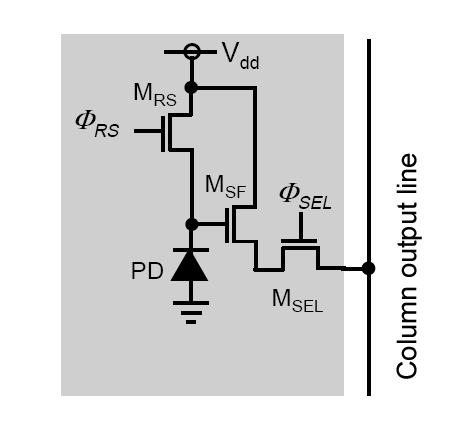 Vdd
MRS
ΦRS
MSF
ΦSEL
PD
MSEL
Column output line